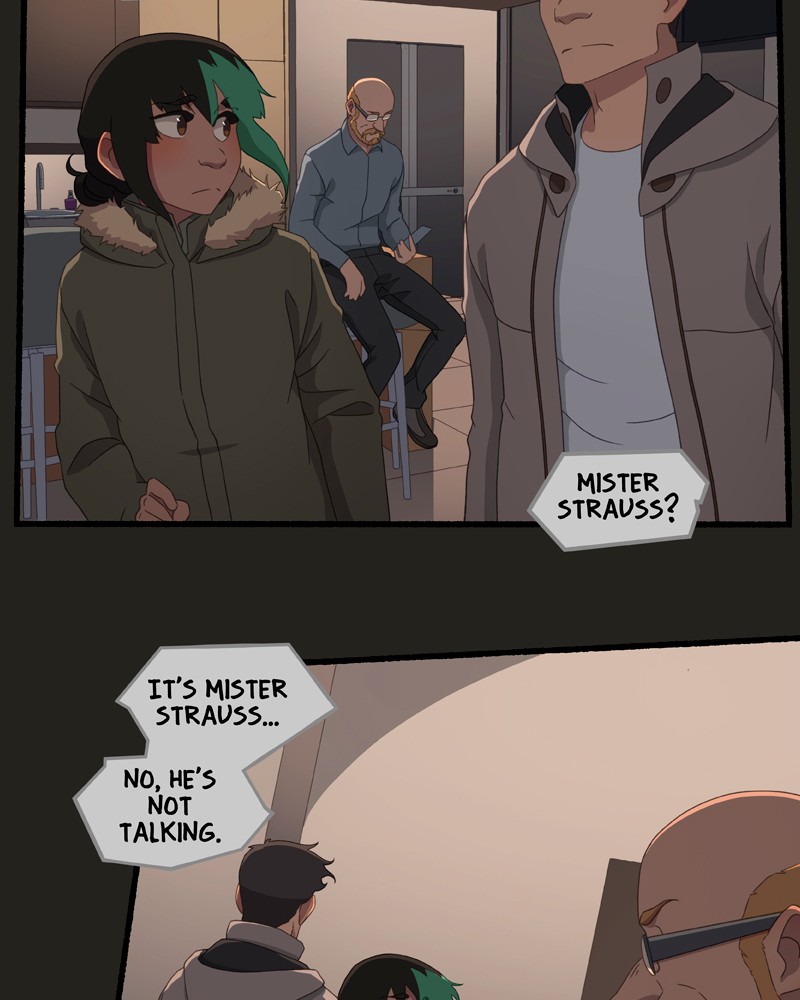 MISTER
STRAUSS?
IT'S MISTER
STRAUSS...
NO, HE'S
NOT
TALKING.